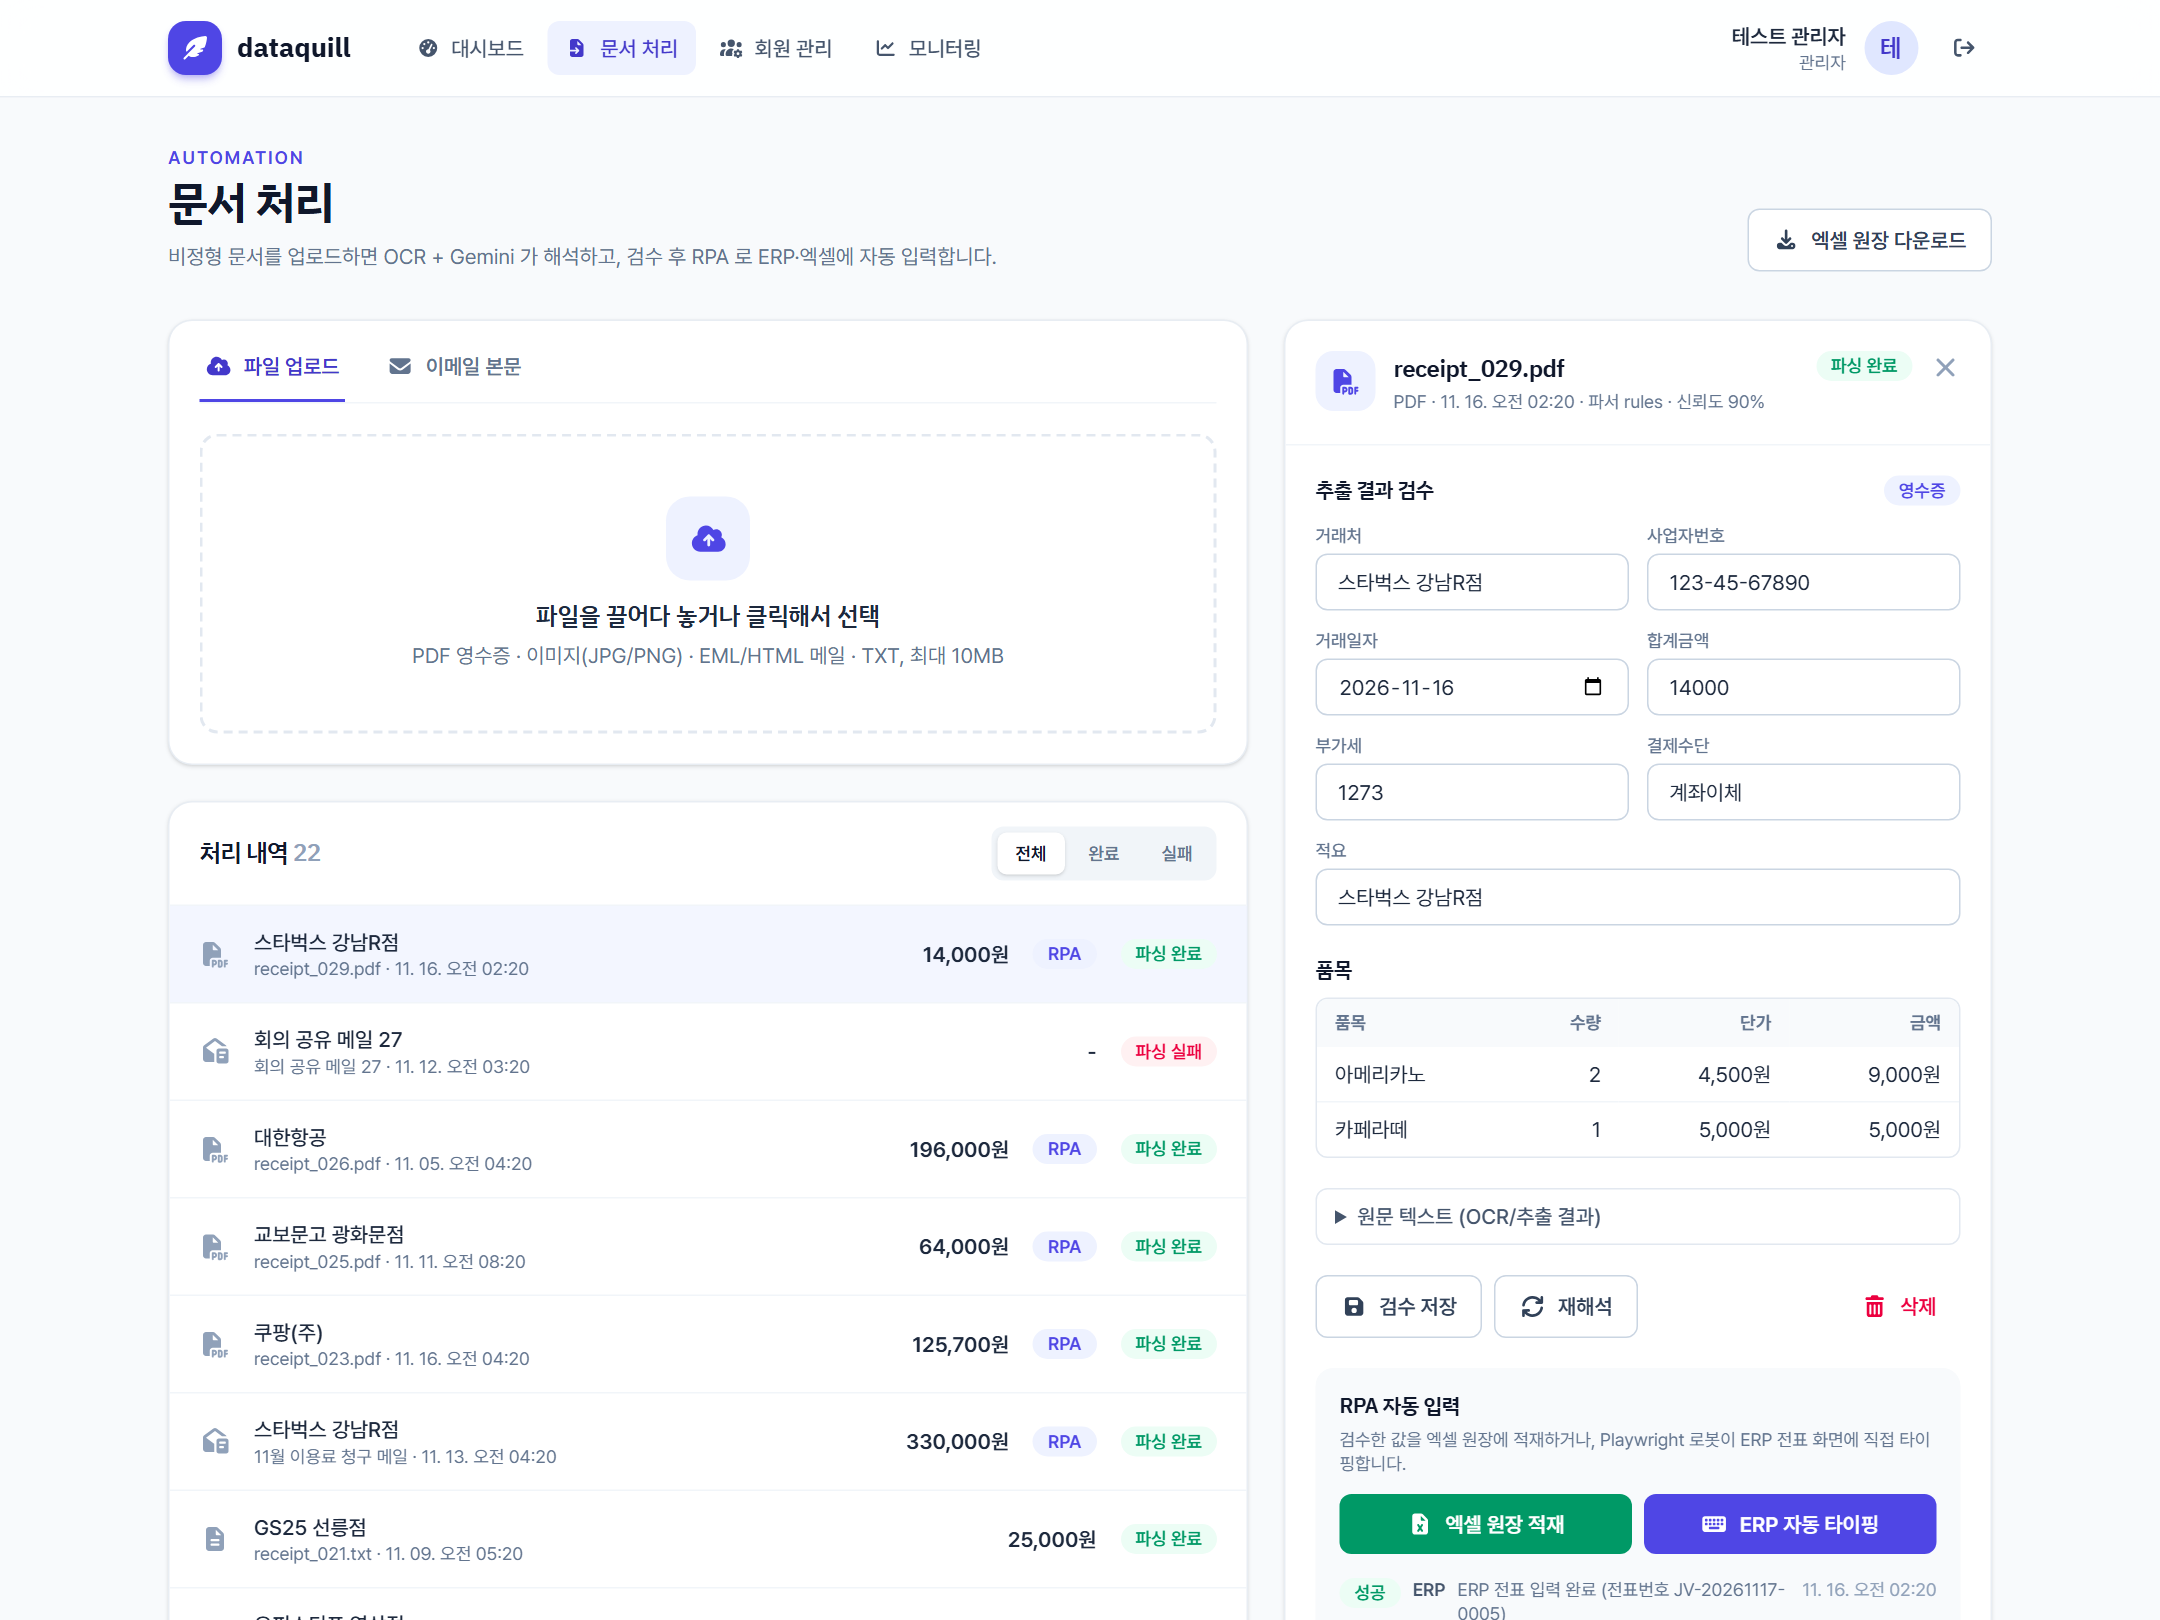 dataquill
대시보드
문서 처리
회원 관리
모니터링
테스트 관리자
관리자
테
AUTOMATION
문서 처리
비정형 문서를 업로드하면 OCR + Gemini 가 해석하고, 검수 후 RPA 로 ERP·엑셀에 자동 입력합니다.
엑셀 원장 다운로드
파일 업로드
이메일 본문
파일을 끌어다 놓거나 클릭해서 선택
PDF 영수증 · 이미지(JPG/PNG) · EML/HTML 메일 · TXT, 최대 10MB
처리 내역 22
전체
완료
실패
스타벅스 강남R점
receipt_029.pdf · 11. 16. 오전 02:20
14,000원
RPA
파싱 완료
회의 공유 메일 27
회의 공유 메일 27 · 11. 12. 오전 03:20
-
파싱 실패
대한항공
receipt_026.pdf · 11. 05. 오전 04:20
196,000원
RPA
파싱 완료
교보문고 광화문점
receipt_025.pdf · 11. 11. 오전 08:20
64,000원
RPA
파싱 완료
쿠팡(주)
receipt_023.pdf · 11. 16. 오전 04:20
125,700원
RPA
파싱 완료
스타벅스 강남R점
11월 이용료 청구 메일 · 11. 13. 오전 04:20
330,000원
RPA
파싱 완료
GS25 선릉점
receipt_021.txt · 11. 09. 오전 05:20
25,000원
파싱 완료
receipt_029.pdf
PDF · 11. 16. 오전 02:20 · 파서 rules · 신뢰도 90%
파싱 완료
추출 결과 검수
영수증
거래처
사업자번호
스타벅스 강남R점
123-45-67890
거래일자
합계금액
2026-11-16
14000
부가세
결제수단
1273
계좌이체
적요
스타벅스 강남R점
품목
품목 수량 단가 금액
아메리카노 2 4,500원 9,000원
카페라떼 1 5,000원 5,000원
원문 텍스트 (OCR/추출 결과)
검수 저장
재해석
삭제
RPA 자동 입력
검수한 값을 엑셀 원장에 적재하거나, Playwright 로봇이 ERP 전표 화면에 직접 타이
핑합니다.
엑셀 원장 적재
ERP 자동 타이핑
성공 ERP ERP 전표 입력 완료 (전표번호 JV-20261117- 11. 16. 오전 02:20
0005)